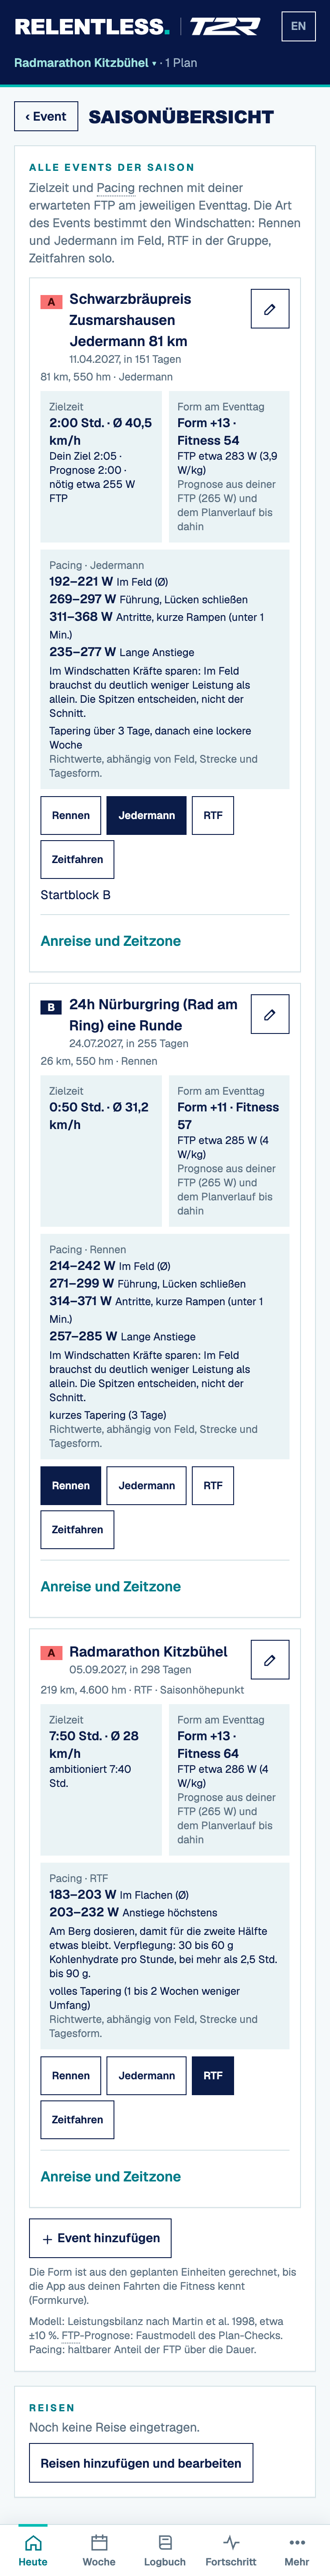 RELENTLESS. T2R EN
Radmarathon Kitzbühel ▾ · 1 Plan
‹ Event SAISONÜBERSICHT
ALLE EVENTS DER SAISON
Zielzeit und Pacing rechnen mit deiner
erwarteten FTP am jeweiligen Eventtag. Die Art
des Events bestimmt den Windschatten: Rennen
und Jedermann im Feld, RTF in der Gruppe,
Zeitfahren solo.
A Schwarzbräupreis
Zusmarshausen
Jedermann 81 km
11.04.2027, in 151 Tagen
81 km, 550 hm · Jedermann
Zielzeit
2:00 Std. · Ø 40,5
km/h
Dein Ziel 2:05 ·
Prognose 2:00 ·
nötig etwa 255 W
FTP
Form am Eventtag
Form +13 ·
Fitness 54
FTP etwa 283 W (3,9
W/kg)
Prognose aus deiner
FTP (265 W) und
dem Planverlauf bis
dahin
Pacing · Jedermann
192–221 W Im Feld (Ø)
269–297 W Führung, Lücken schließen
311–368 W Antritte, kurze Rampen (unter 1
Min.)
235–277 W Lange Anstiege
Im Windschatten Kräfte sparen: Im Feld
brauchst du deutlich weniger Leistung als
allein. Die Spitzen entscheiden, nicht der
Schnitt.
Tapering über 3 Tage, danach eine lockere
Woche
Richtwerte, abhängig von Feld, Strecke und
Tagesform.
Rennen Jedermann RTF
Zeitfahren
Startblock B
Anreise und Zeitzone
B 24h Nürburgring (Rad am
Ring) eine Runde
24.07.2027, in 255 Tagen
26 km, 550 hm · Rennen
Zielzeit
0:50 Std. · Ø 31,2
km/h
Form am Eventtag
Form +11 · Fitness
57
FTP etwa 285 W (4
W/kg)
Prognose aus deiner
FTP (265 W) und
dem Planverlauf bis
dahin
Pacing · Rennen
214–242 W Im Feld (Ø)
271–299 W Führung, Lücken schließen
314–371 W Antritte, kurze Rampen (unter 1
Min.)
257–285 W Lange Anstiege
Im Windschatten Kräfte sparen: Im Feld
brauchst du deutlich weniger Leistung als
allein. Die Spitzen entscheiden, nicht der
Schnitt.
kurzes Tapering (3 Tage)
Richtwerte, abhängig von Feld, Strecke und
Tagesform.
Rennen Jedermann RTF
Zeitfahren
Anreise und Zeitzone
A Radmarathon Kitzbühel
05.09.2027, in 298 Tagen
219 km, 4.600 hm · RTF · Saisonhöhepunkt
Zielzeit
7:50 Std. · Ø 28
km/h
ambitioniert 7:40
Std.
Form am Eventtag
Form +13 ·
Fitness 64
FTP etwa 286 W (4
W/kg)
Prognose aus deiner
FTP (265 W) und
dem Planverlauf bis
dahin
Pacing · RTF
183–203 W Im Flachen (Ø)
203–232 W Anstiege höchstens
Am Berg dosieren, damit für die zweite Hälfte
etwas bleibt. Verpflegung: 30 bis 60 g
Kohlenhydrate pro Stunde, bei mehr als 2,5 Std.
bis 90 g.
volles Tapering (1 bis 2 Wochen weniger
Umfang)
Richtwerte, abhängig von Feld, Strecke und
Tagesform.
Rennen Jedermann RTF
Zeitfahren
Anreise und Zeitzone
+ Event hinzufügen
Die Form ist aus den geplanten Einheiten gerechnet, bis
die App aus deinen Fahrten die Fitness kennt
(Formkurve).
Modell: Leistungsbilanz nach Martin et al. 1998, etwa
±10 %. FTP-Prognose: Faustmodell des Plan-Checks.
Pacing: haltbarer Anteil der FTP über die Dauer.
REISEN
Noch keine Reise eingetragen.
Reisen hinzufügen und bearbeiten
Heute Woche Logbuch Fortschritt Mehr